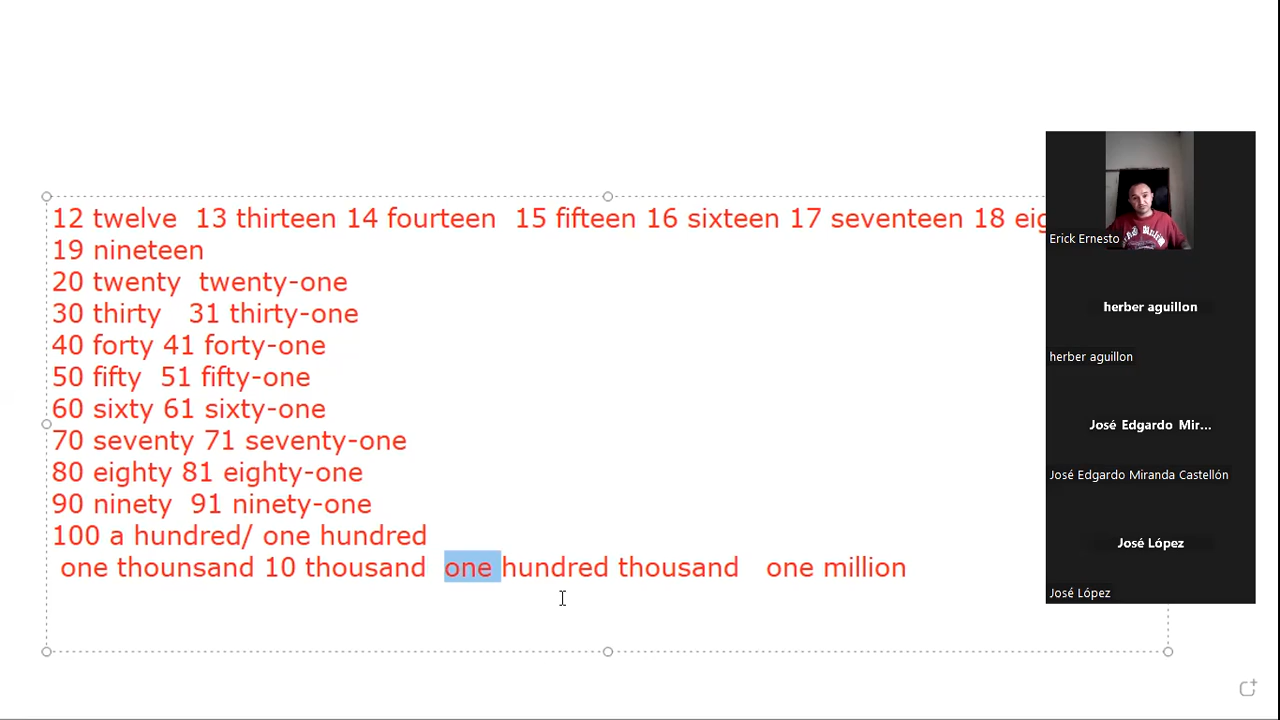 12 twelve  13 thirteen 14 fourteen  15 fifteen 16 sixteen 17 seventeen 18
19 nineteen
20 twenty  twenty-one
30 thirty   31 thirty-one
40 forty 41 forty-one
50 fifty  51 fifty-one
60 sixty 61 sixty-one
70 seventy 71 seventy-one
80 eighty 81 eighty-one
90 ninety  91 ninety-one
100 a hundred/ one hundred
one thounsand 10 thousand  one hundred thousand   one million
Erick Ernesto
herber aguillon
herber aguillon
José Edgardo Mir...
José Edgardo Miranda Castellón
José López
José López